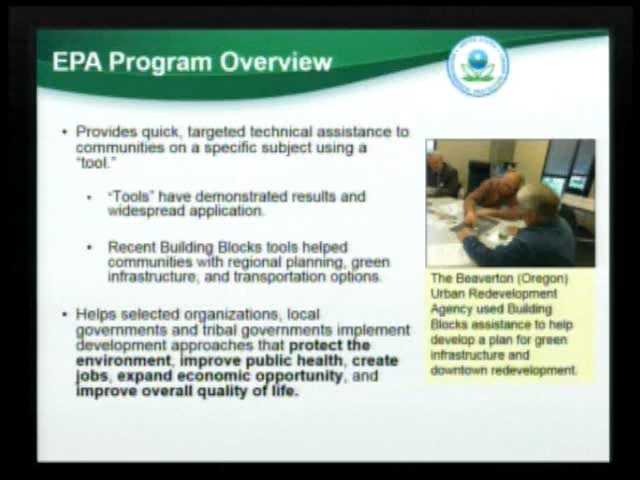 EPA Program Overview
• Provides quick, targeted technical assistance to
communities on a specific subject using a
“tool.”
• “Tools” have demonstrated results and
widespread application.
• Recent Building Blocks tools helped
communities with regional planning, green
infrastructure, and transportation options.
• Helps selected organizations, local
governments and tribal governments implement
development approaches that protect the
environment, improve public health, create
jobs, expand economic opportunity, and
improve overall quality of life.
The Beaverton (Oregon)
Urban Redevelopment
Agency used Building
Blocks assistance to help
develop a plan for green
infrastructure and
downtown redevelopment.